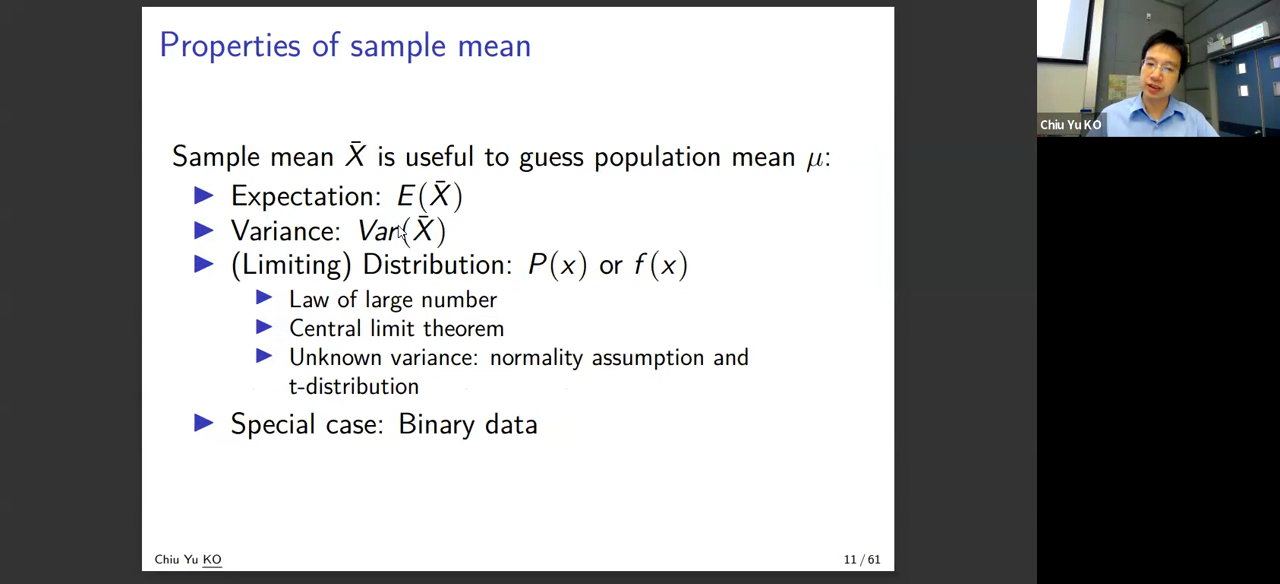 Properties of sample mean
Sample mean X̄ is useful to guess population mean μ:
Expectation: E(X̄)
Variance: Var(X̄)
(Limiting) Distribution: P(x) or f(x)
Law of large number
Central limit theorem
Unknown variance: normality assumption and
t-distribution
Special case: Binary data
Chiu Yu KO
11 / 61
Chiu Yu KO